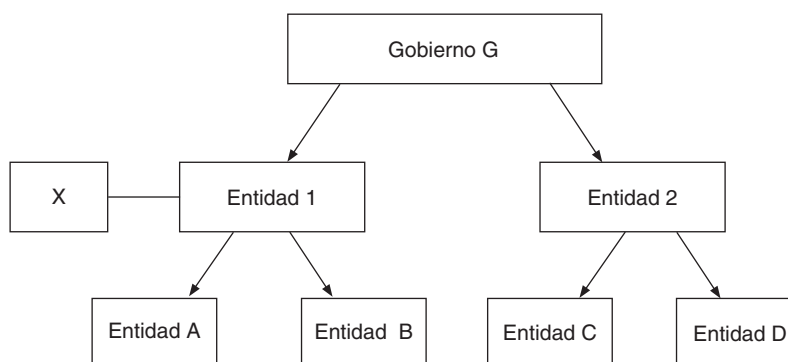 Gobierno G
X
Entidad 1
Entidad 2
Entidad A
Entidad B
Entidad C
Entidad D